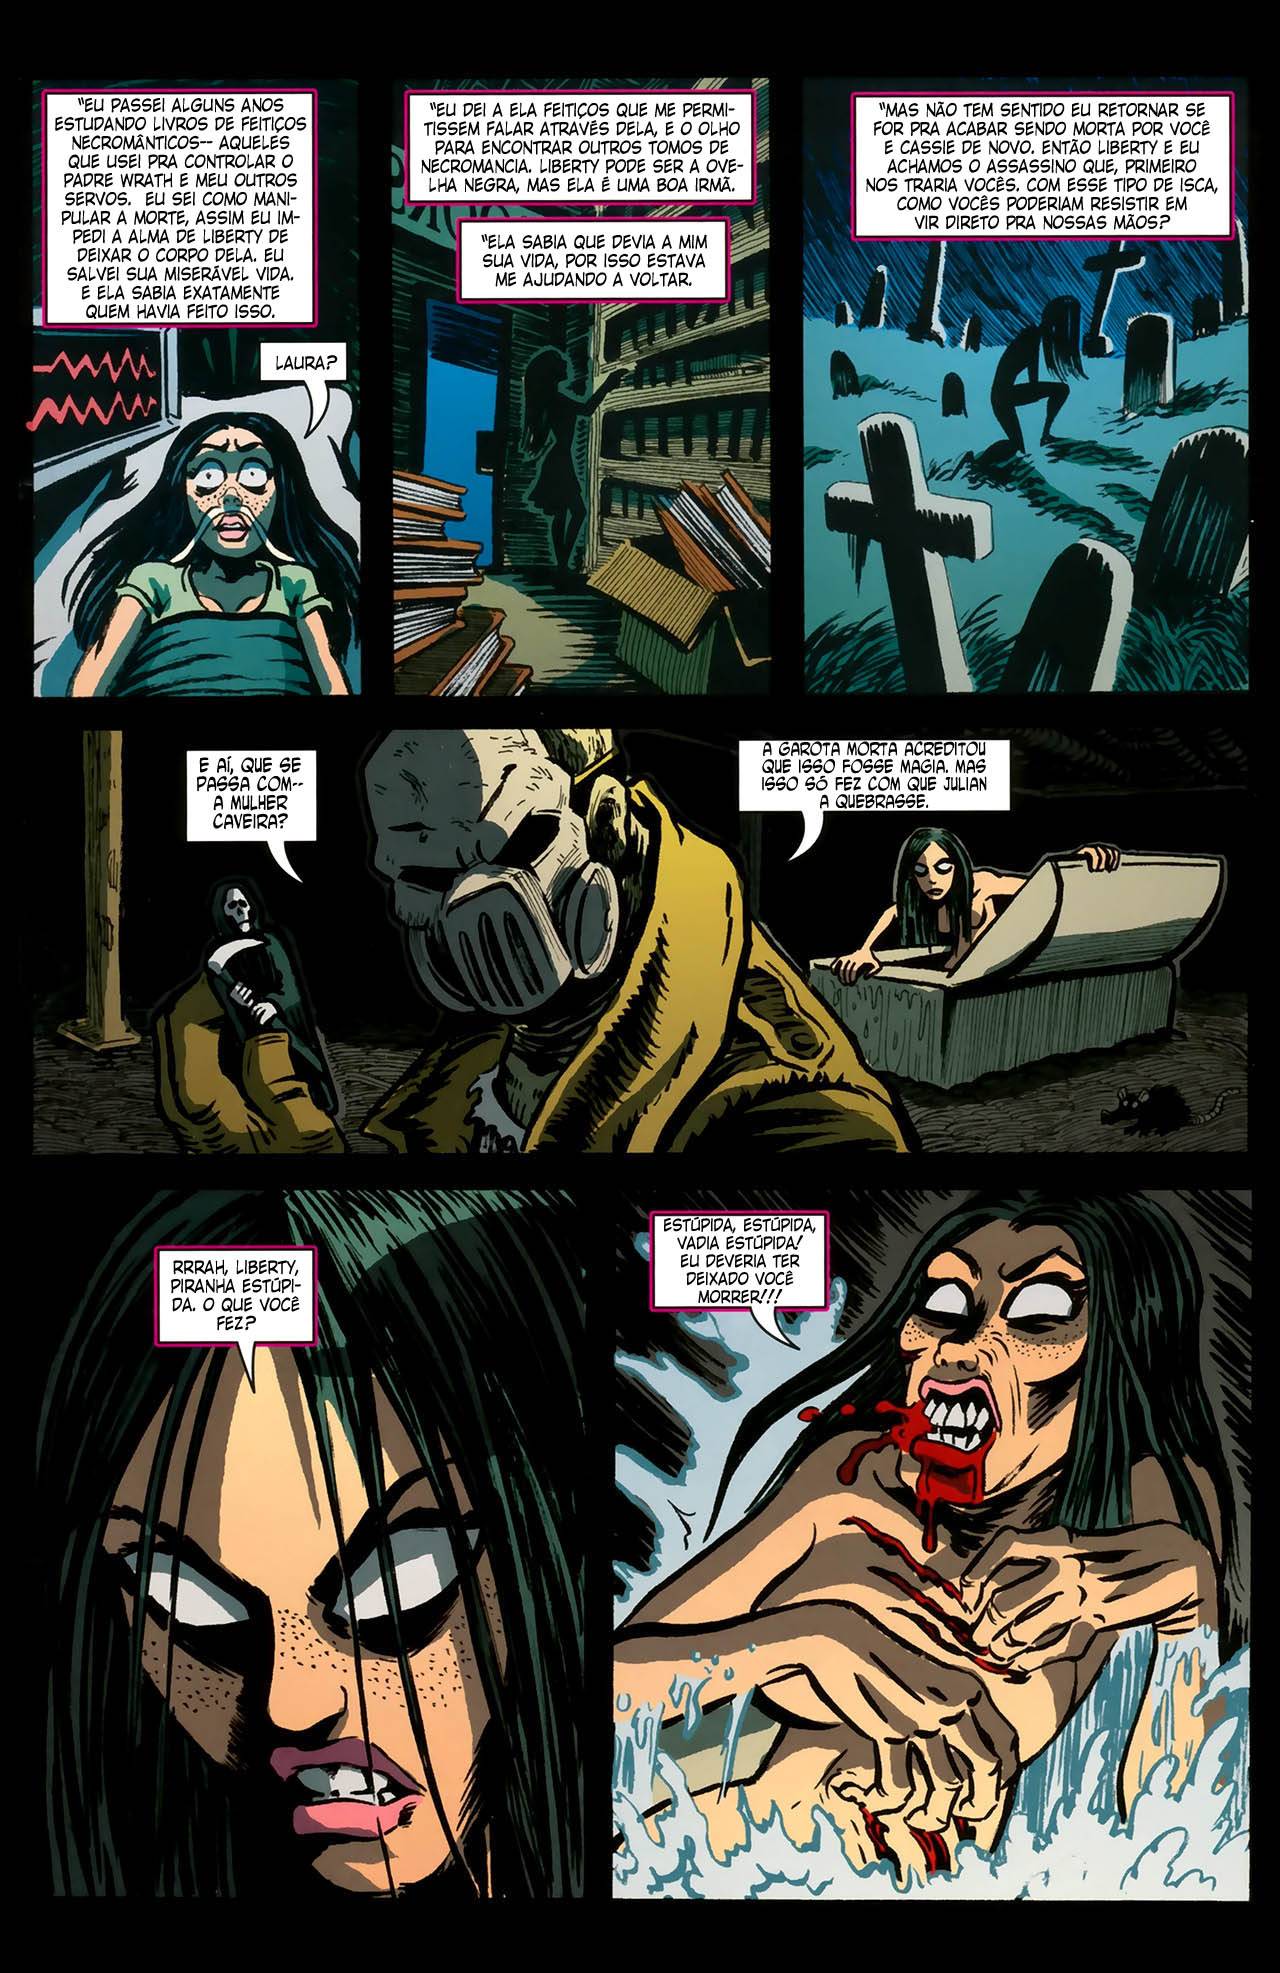 "EU PASSEI ALGUNS ANOS
ESTUDANDO LIVROS DE FEITIÇOS
NECROMÂNTICOS-- AQUELES
QUE USEI PRA CONTROLAR O
PADRE WRATH E MEU OUTROS
SERVOS. EU SEI COMO MANI-
PULAR A MORTE, ASSIM EU IM-
PEDI A ALMA DE LIBERTY DE
DEIXAR O CORPO DELA. EU
SALVEI SUA MISERÁVEL VIDA.
E ELA SABIA EXATAMENTE
QUEM HAVIA FEITO ISSO.
LAURA?
"EU DEI A ELA FEITIÇOS QUE ME PERMI-
TISSEM FALAR ATRAVÉS DELA, E O OLHO
PARA ENCONTRAR OUTROS TOMOS DE
NECROMANCIA. LIBERTY PODE SER A OVE-
LHA NEGRA, MAS ELA É UMA BOA IRMÃ.
"ELA SABIA QUE DEVIA A MIM
SUA VIDA, POR ISSO ESTAVA
ME AJUDANDO A VOLTAR.
"MAS NÃO TEM SENTIDO EU RETORNAR SE
FOR PRA ACABAR SENDO MORTA POR VOCÊ
E CASSIE DE NOVO. ENTÃO LIBERTY E EU
ACHAMOS O ASSASSINO QUE, PRIMEIRO
NOS TRARIA VOCÊS. COM ESSE TIPO DE ISCA,
COMO VOCÊS PODERIAM RESISTIR EM
VIR DIRETO PRA NOSSAS MÃOS?
E AÍ, QUE SE
PASSA COM--
A MULHER
CAVEIRA?
A GAROTA MORTA ACREDITOU
QUE ISSO FOSSE MAGIA. MAS
ISSO SÓ FEZ COM QUE JULIAN
A QUEBRASSE.
RRRAH, LIBERTY,
PIRANHA ESTÚPI-
DA. O QUE VOCÊ
FEZ?
ESTÚPIDA, ESTÚPIDA,
VADIA ESTÚPIDA!
EU DEVERIA TER
DEIXADO VOCÊ
MORRER!!!